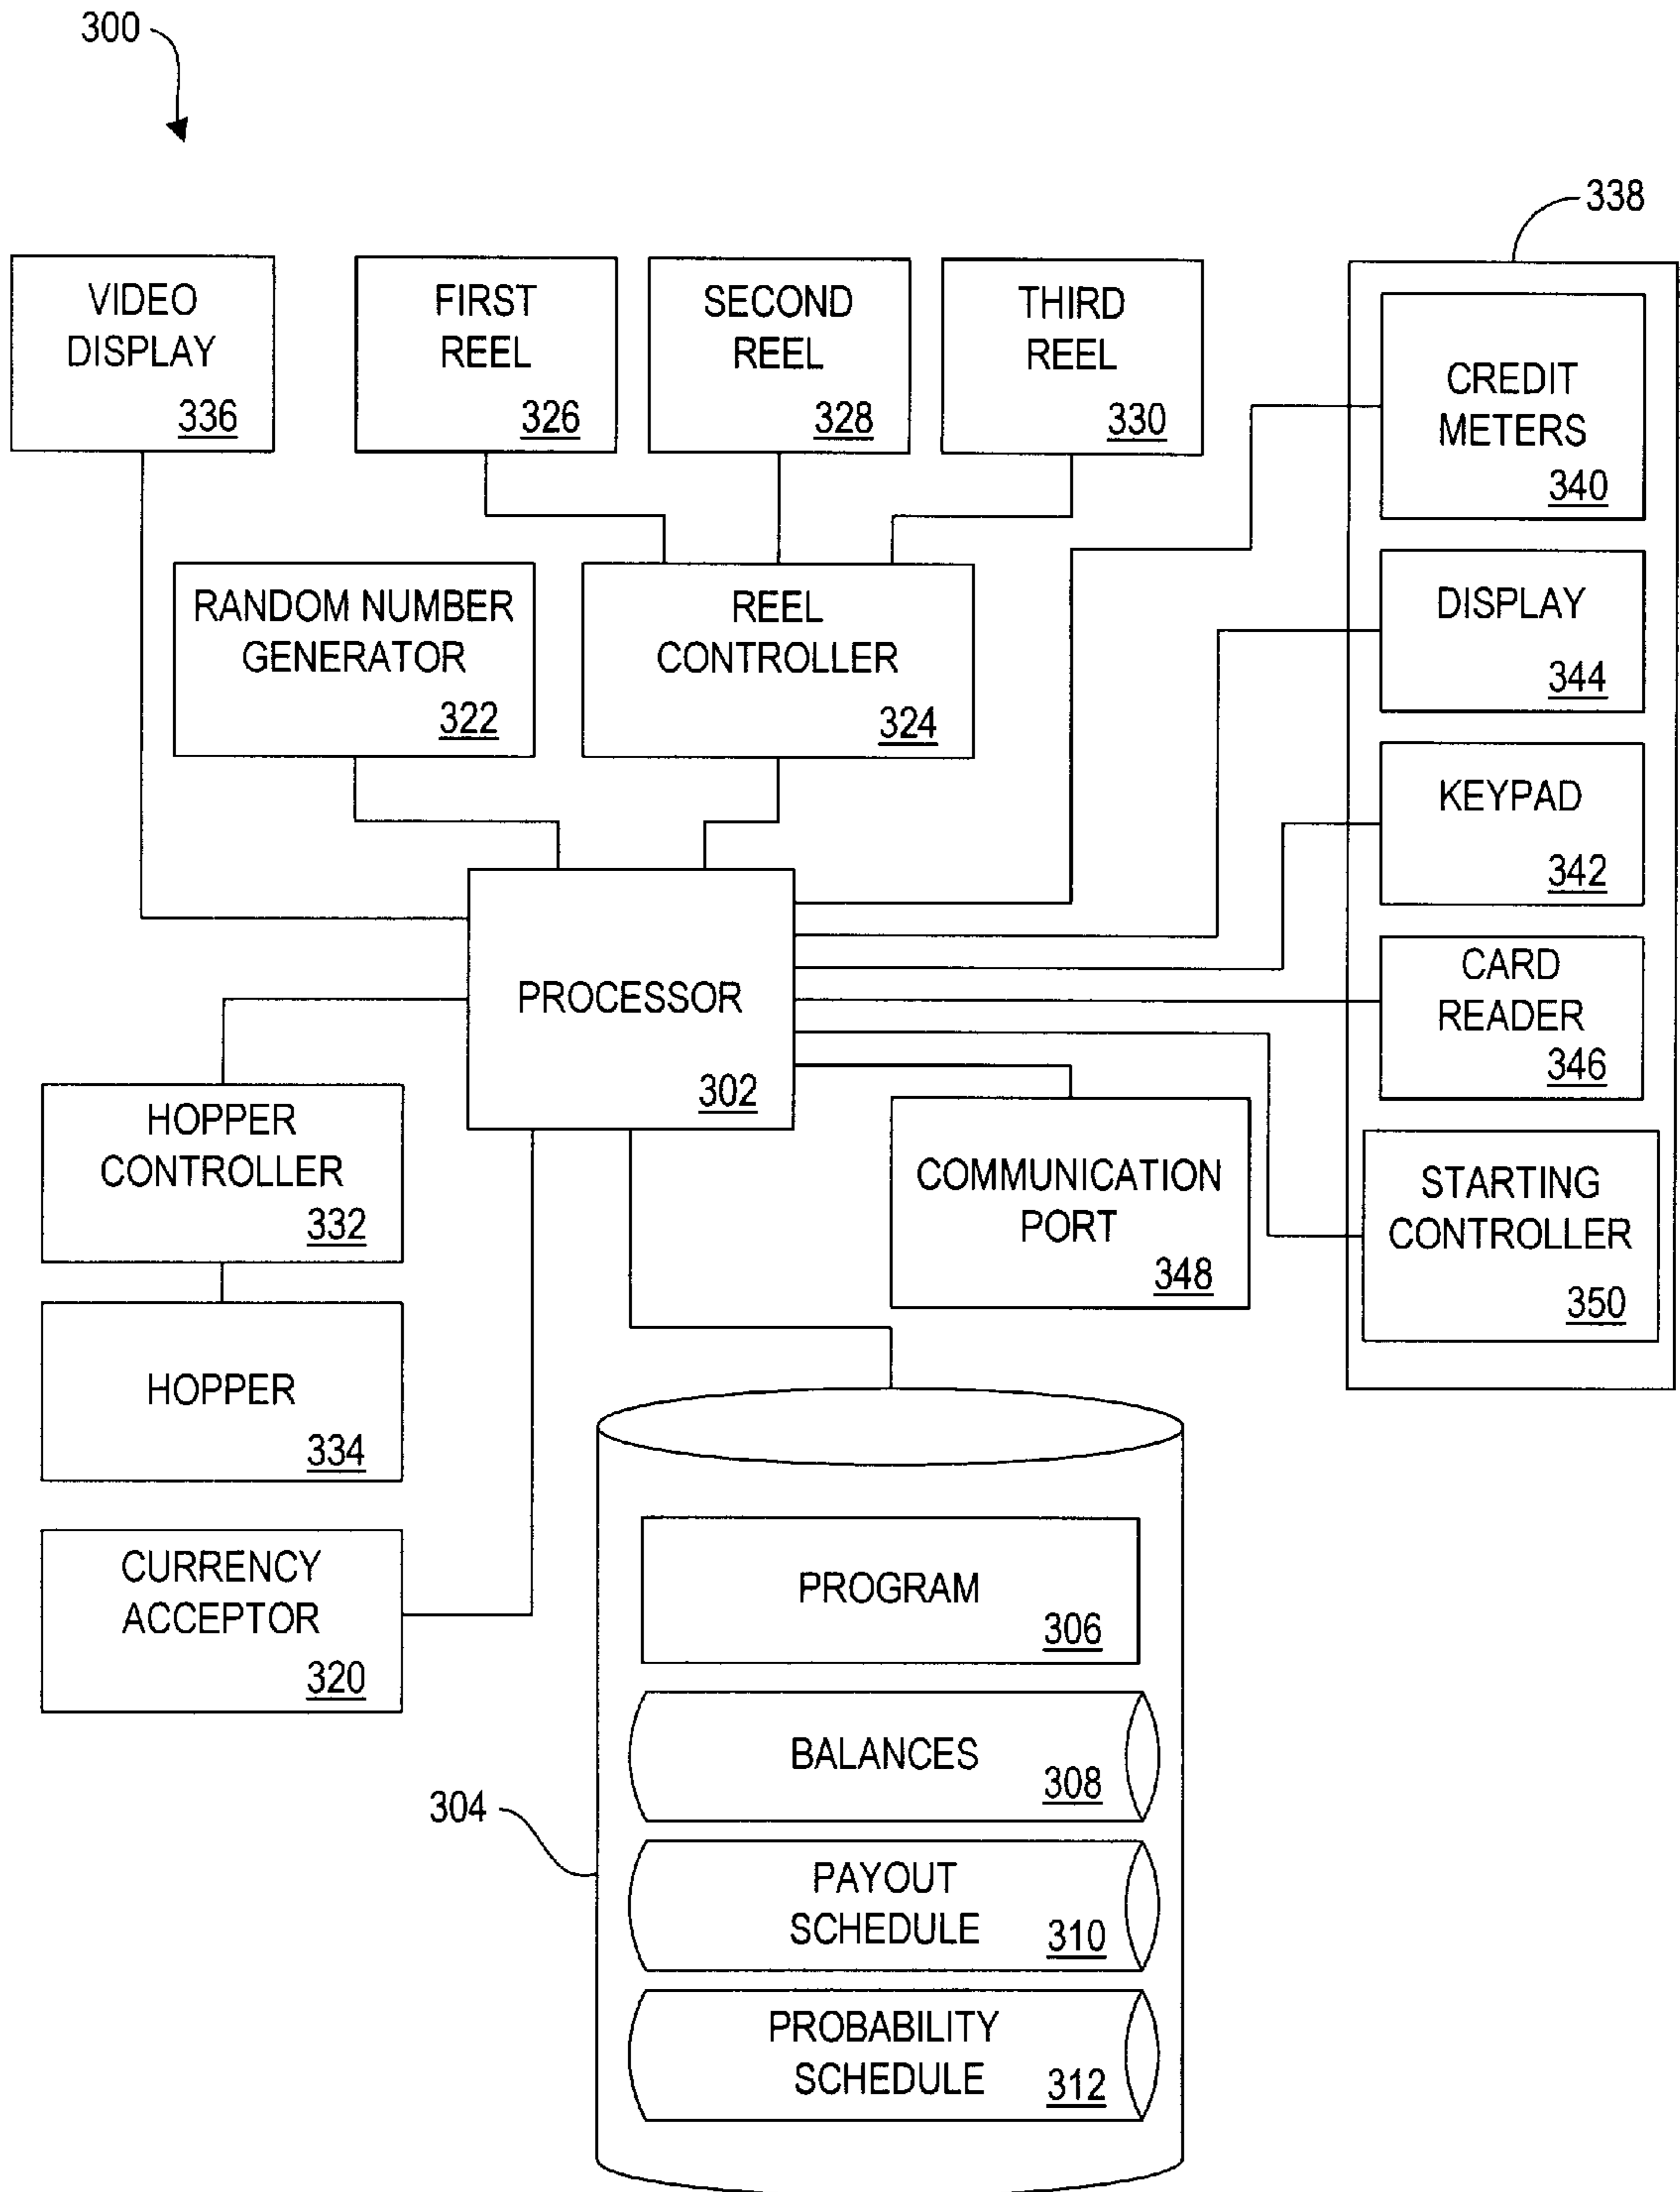 300
338
VIDEO
DISPLAY
336
FIRST
REEL
326
SECOND
REEL
328
THIRD
REEL
330
CREDIT
METERS
340
RANDOM NUMBER
GENERATOR
322
REEL
CONTROLLER
324
DISPLAY
344
KEYPAD
342
PROCESSOR
302
CARD
READER
346
HOPPER
CONTROLLER
332
COMMUNICATION
PORT
348
STARTING
CONTROLLER
350
HOPPER
334
CURRENCY
ACCEPTOR
320
304
PROGRAM
306
BALANCES
308
PAYOUT
SCHEDULE
310
PROBABILITY
SCHEDULE
312